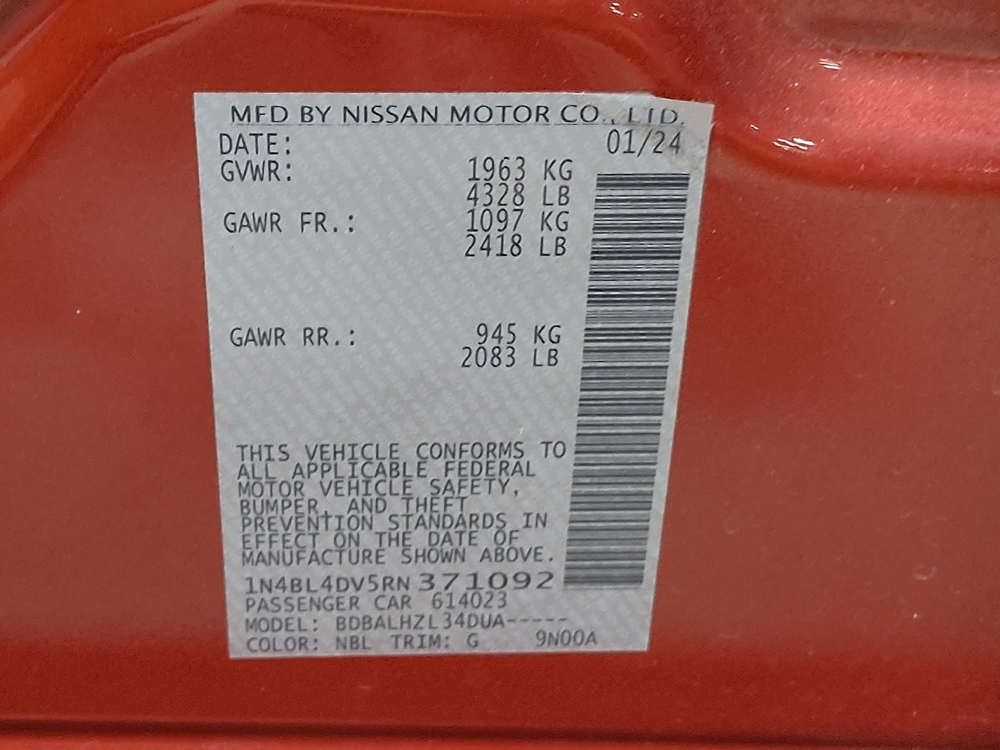 MFD BY NISSAN MOTOR CO., LTD.
DATE: 01/24
GVWR: 1963 KG
4328 LB
GAWR FR.: 1097 KG
2418 LB
GAWR RR.: 945 KG
2083 LB
THIS VEHICLE CONFORMS TO
ALL APPLICABLE FEDERAL
MOTOR VEHICLE SAFETY,
BUMPER, AND THEFT
PREVENTION STANDARDS IN
EFFECT ON THE DATE OF
MANUFACTURE SHOWN ABOVE.
1N4BL4DV5RN 371092
PASSENGER CAR 614023
MODEL: BDBALHZL34DUA-----
COLOR: NBL TRIM: G 9N00A